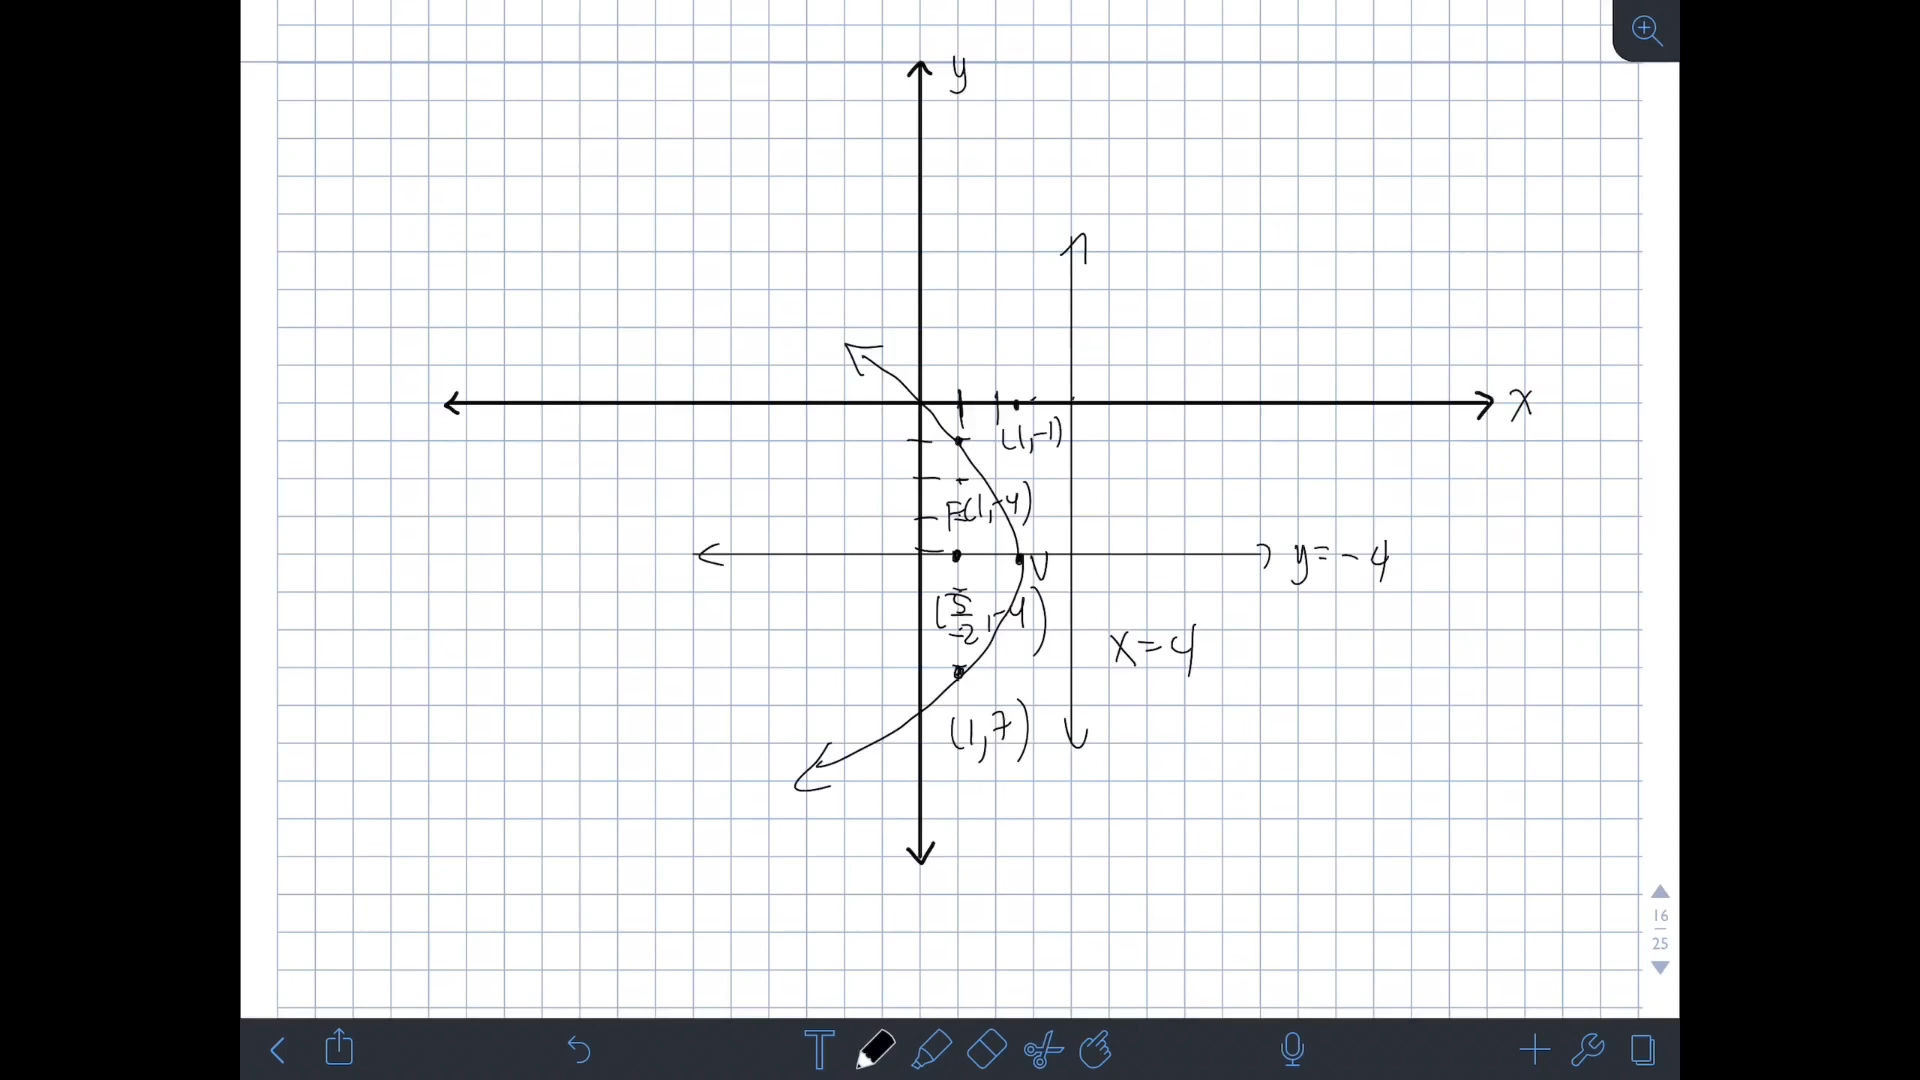 y
x
(1,-1)
F(1,-4)
V
y=-4
(5/-2,-4)
x=4
(1,7)
16
25
T